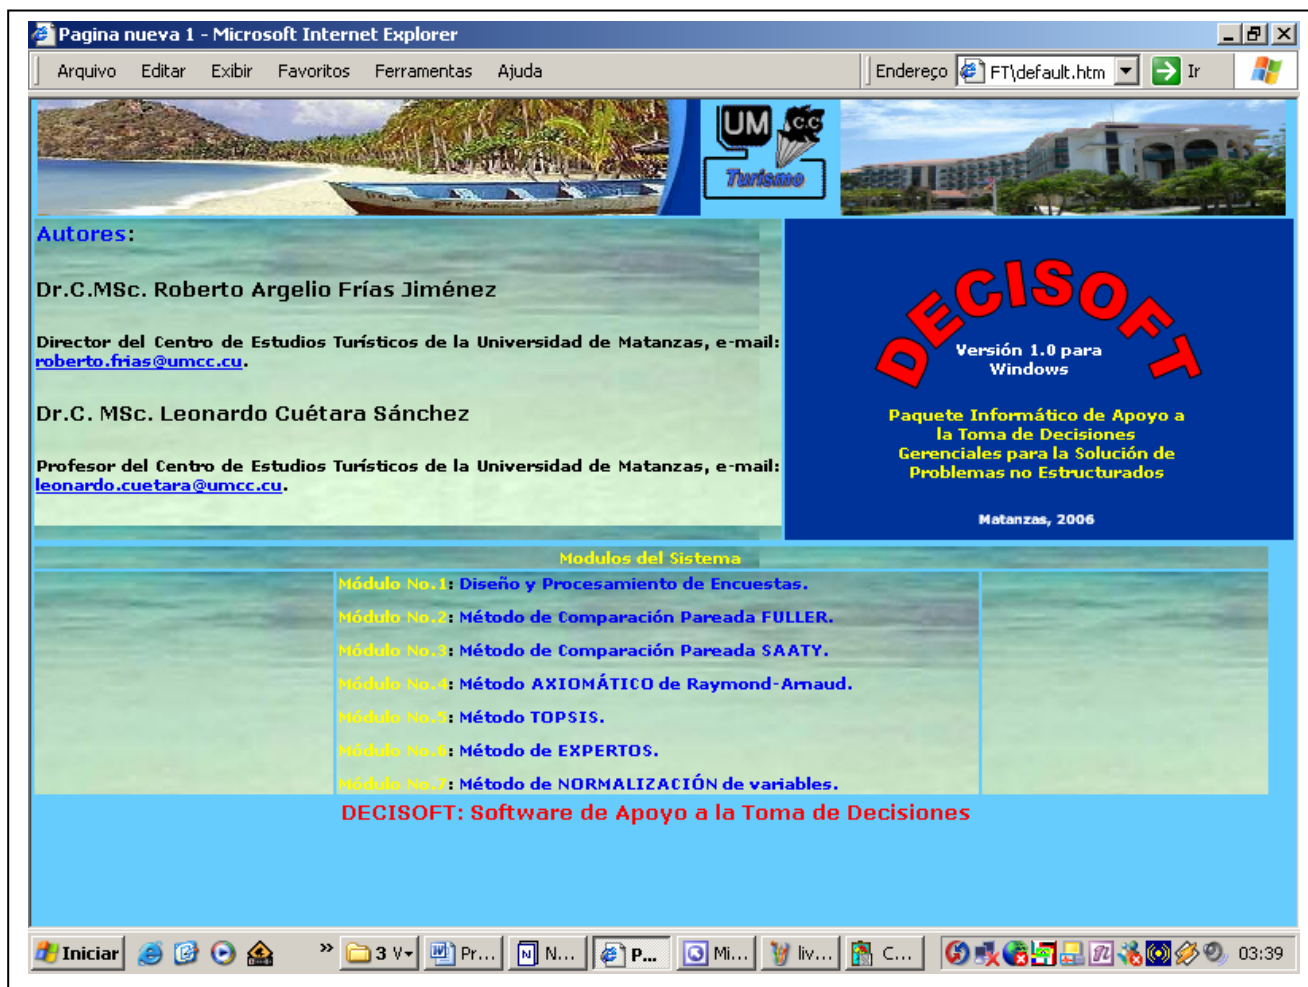 Pagina nueva 1 - Microsoft Internet Explorer
Arquivo Editar Exibir Favoritos Ferramentas Ajuda
Endereço FT\default.htm Ir
UM C.C
Turismo
Autores:
Dr.C.MSc. Roberto Argelio Frías Jiménez
Director del Centro de Estudios Turísticos de la Universidad de Matanzas, e-mail:
roberto.frias@umcc.cu.
Dr.C. MSc. Leonardo Cuétara Sánchez
Profesor del Centro de Estudios Turísticos de la Universidad de Matanzas, e-mail:
leonardo.cuetara@umcc.cu.
DECISOFT
Versión 1.0 para
Windows
Paquete Informático de Apoyo a
la Toma de Decisiones
Gerenciales para la Solución de
Problemas no Estructurados
Matanzas, 2006
Modulos del Sistema
Módulo No.1: Diseño y Procesamiento de Encuestas.
Módulo No.2: Método de Comparación Pareada FULLER.
Módulo No.3: Método de Comparación Pareada SAATY.
Módulo No.4: Método AXIOMÁTICO de Raymond-Arnaud.
Módulo No.5: Método TOPSIS.
Módulo No.6: Método de EXPERTOS.
Módulo No.7: Método de NORMALIZACIÓN de variables.
DECISOFT: Software de Apoyo a la Toma de Decisiones
Iniciar » 3 V Pr... N... P... Mi... liv... C... 03:39